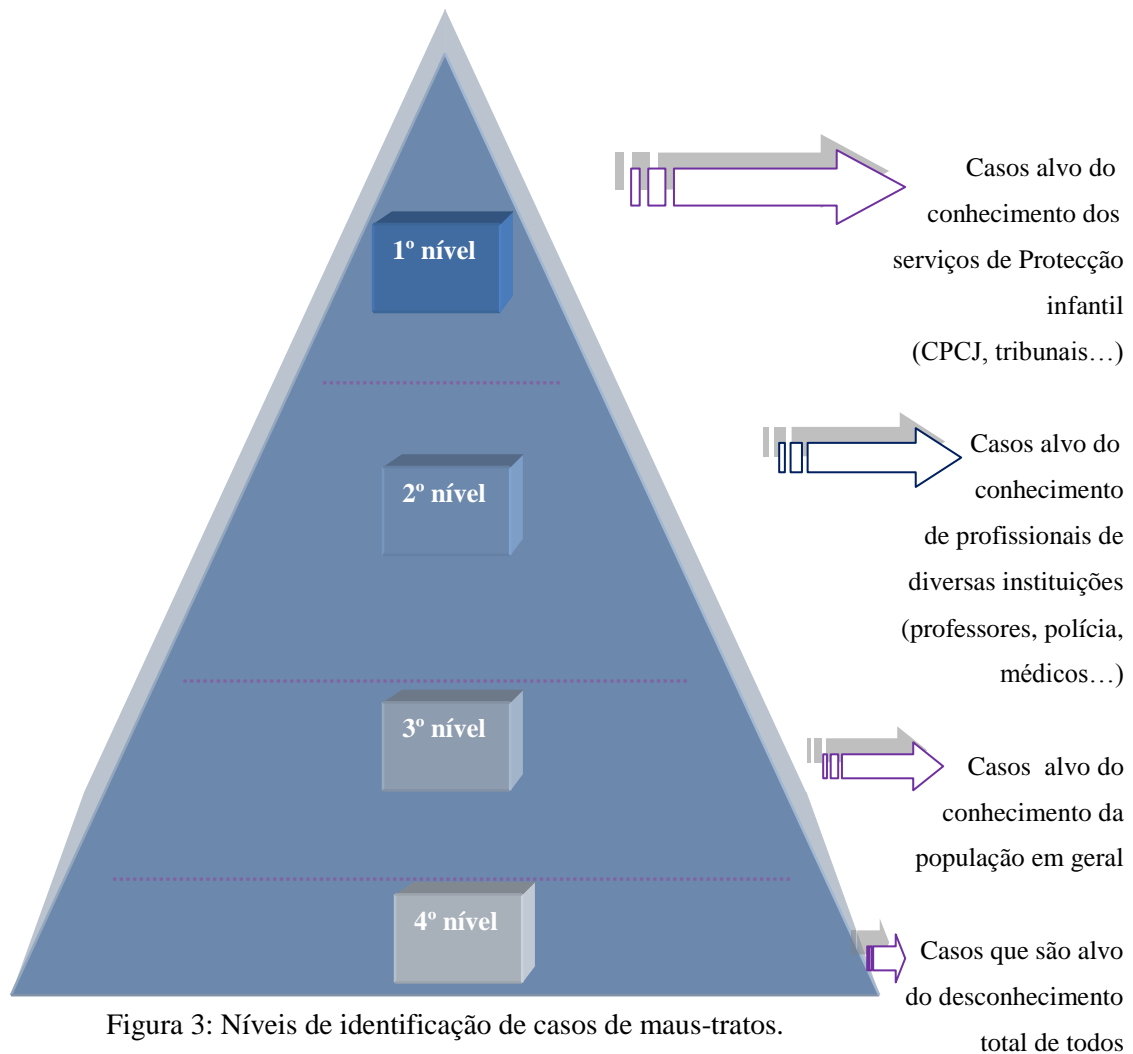 1º nível
Casos alvo do
conhecimento dos
serviços de Protecção
infantil
(CPCJ, tribunais…)
2º nível
Casos alvo do
conhecimento
de profissionais de
diversas instituições
(professores, polícia,
médicos…)
3º nível
Casos alvo do
conhecimento da
população em geral
4º nível
Casos que são alvo
do desconhecimento
total de todos
Figura 3: Níveis de identificação de casos de maus-tratos.